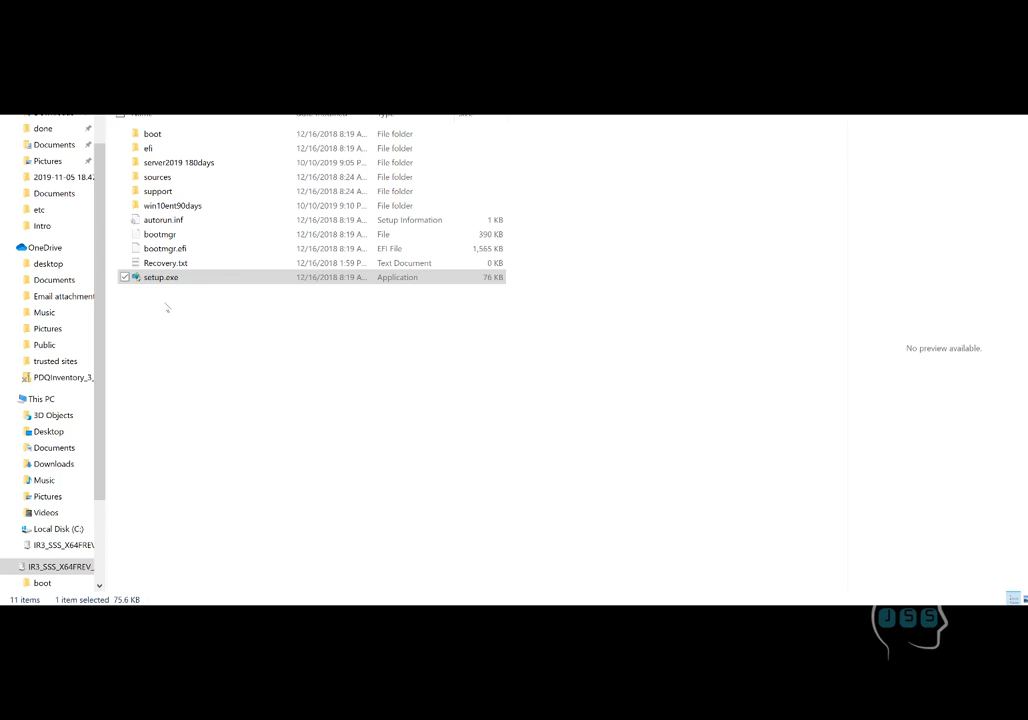 done
Documents
Pictures
2019-11-05 18.4
Documents
etc
Intro
OneDrive
desktop
Documents
Email attachment
Music
Pictures
Public
trusted sites
PDQInventory_3_
This PC
3D Objects
Desktop
Documents
Downloads
Music
Pictures
Videos
Local Disk (C:)
IR3_SSS_X64FREV
IR3_SSS_X64FREV_
boot
boot 12/16/2018 8:19 A... File folder
efi 12/16/2018 8:19 A... File folder
server2019 180days 10/10/2019 9:05 P... File folder
sources 12/16/2018 8:24 A... File folder
support 12/16/2018 8:24 A... File folder
win10ent90days 10/10/2019 9:10 P... File folder
autorun.inf 12/16/2018 8:19 A... Setup Information 1 KB
bootmgr 12/16/2018 8:19 A... File 390 KB
bootmgr.efi 12/16/2018 8:19 A... EFI File 1,565 KB
Recovery.txt 12/16/2018 1:59 P... Text Document 0 KB
setup.exe 12/16/2018 8:19 A... Application 76 KB
No preview available.
11 items 1 item selected 75.6 KB
JSS